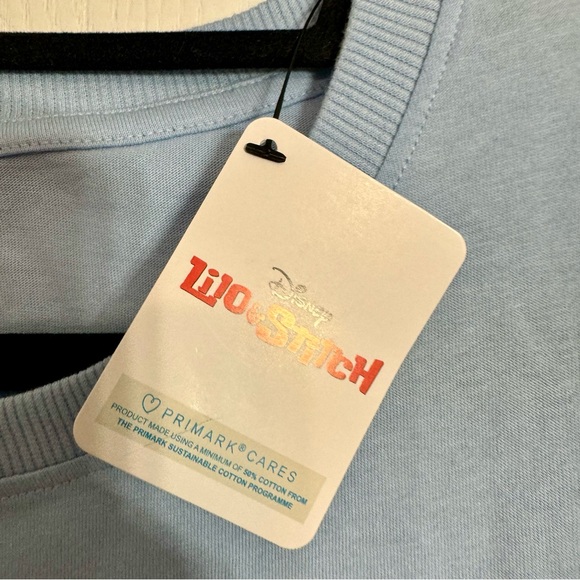 Disney
Lilo & Stitch
PRIMARK® CARES
PRODUCT MADE USING A MINIMUM OF 50% COTTON FROM
THE PRIMARK SUSTAINABLE COTTON PROGRAMME